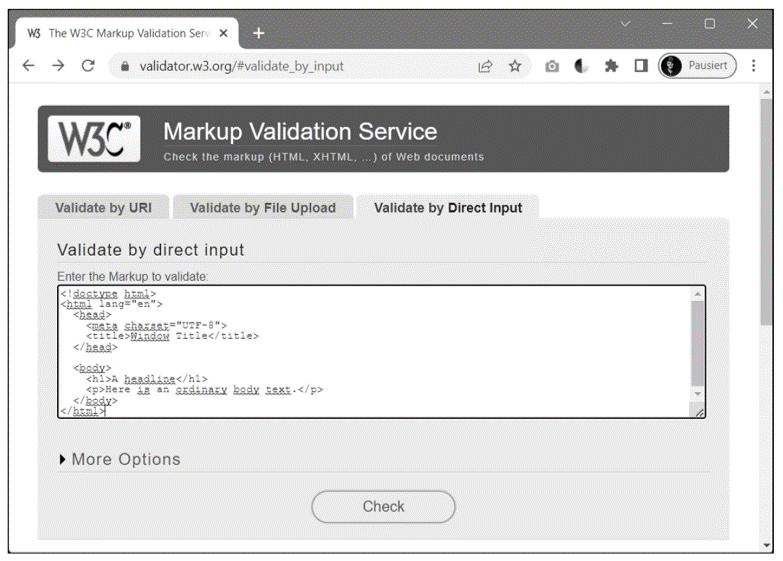 W3 The W3C Markup Validation Serv × +
validator.w3.org/#validate_by_input Pausiert
W3C® Markup Validation Service
Check the markup (HTML, XHTML, …) of Web documents
Validate by URI Validate by File Upload Validate by Direct Input
Validate by direct input
Enter the Markup to validate:
<!doctype html>
<html lang="en">
<head>
<meta charset="UTF-8">
<title>Window Title</title>
</head>
<body>
<h1>A headline</h1>
<p>Here is an ordinary body text.</p>
</body>
</html>
More Options
Check